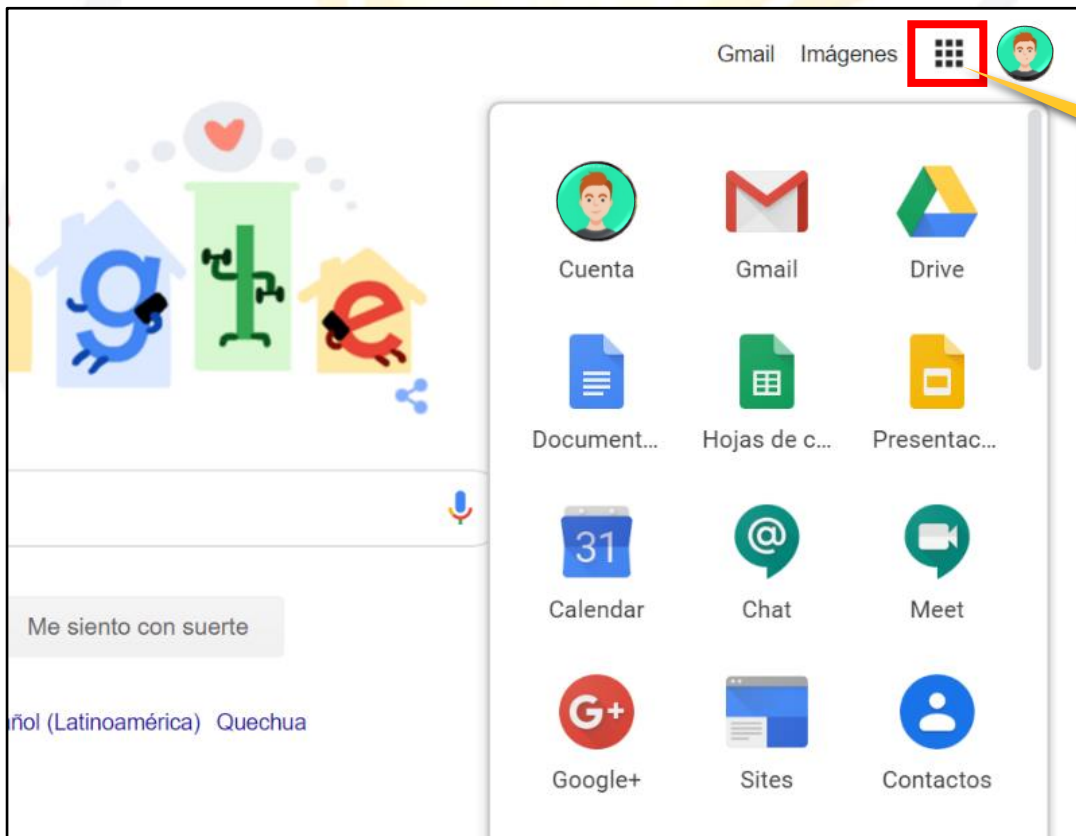 Gmail Imágenes
Cuenta Gmail Drive
Document... Hojas de c... Presentac...
31
Calendar Chat Meet
G+
Google+ Sites Contactos
g e
Me siento con suerte
ñol (Latinoamérica) Quechua